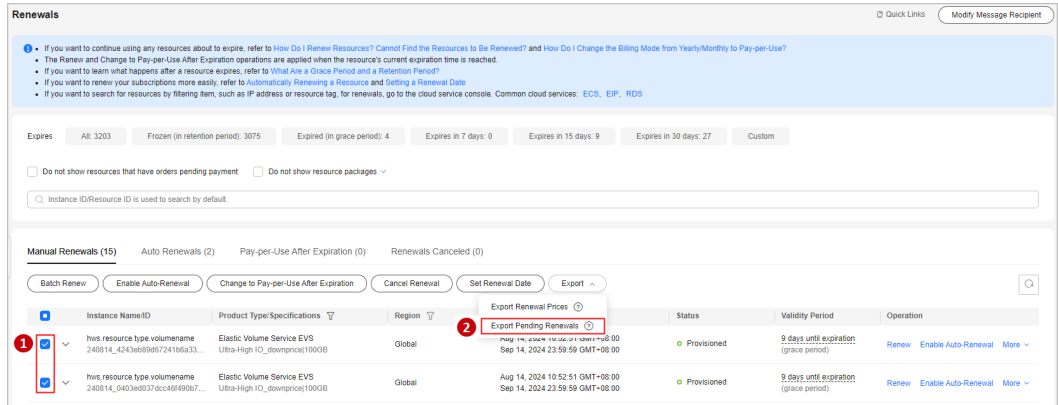 Renewals
Quick Links
Modify Message Recipient
If you want to continue using any resources about to expire, refer to How Do I Renew Resources? Cannot Find the Resources to Be Renewed? and How Do I Change the Billing Mode from Yearly/Monthly to Pay-per-Use?
The Renew and Change to Pay-per-Use After Expiration operations are applied when the resource's current expiration time is reached.
If you want to learn what happens after a resource expires, refer to What Are a Grace Period and a Retention Period?
If you want to renew your subscriptions more easily, refer to Automatically Renewing a Resource and Setting a Renewal Date
If you want to search for resources by filtering item, such as IP address or resource tag, for renewals, go to the cloud service console. Common cloud services: ECS, EIP, RDS
Expires All: 3203 Frozen (in retention period): 3075 Expired (in grace period): 4 Expires in 7 days: 0 Expires in 15 days: 9 Expires in 30 days: 27 Custom
Do not show resources that have orders pending payment Do not show resource packages
Instance ID/Resource ID is used to search by default.
Manual Renewals (15) Auto Renewals (2) Pay-per-Use After Expiration (0) Renewals Canceled (0)
Batch Renew Enable Auto-Renewal Change to Pay-per-Use After Expiration Cancel Renewal Set Renewal Date Export
Export Renewal Prices
2 Export Pending Renewals
Instance Name/ID Product Type/Specifications Region Status Validity Period Operation
1
hws.resource.type.volumename Elastic Volume Service EVS Global Aug 14, 2024 10:52:51 GMT+08:00 Provisioned 9 days until expiration Renew Enable Auto-Renewal More
240814_4243eb89d67241b6a33... Ultra-High IO_downprice|100GB Sep 14, 2024 23:59:59 GMT+08:00 (grace period)
hws.resource.type.volumename Elastic Volume Service EVS Global Aug 14, 2024 10:52:51 GMT+08:00 Provisioned 9 days until expiration Renew Enable Auto-Renewal More
240814_0403ed037dcc46f490b7... Ultra-High IO_downprice|100GB Sep 14, 2024 23:59:59 GMT+08:00 (grace period)